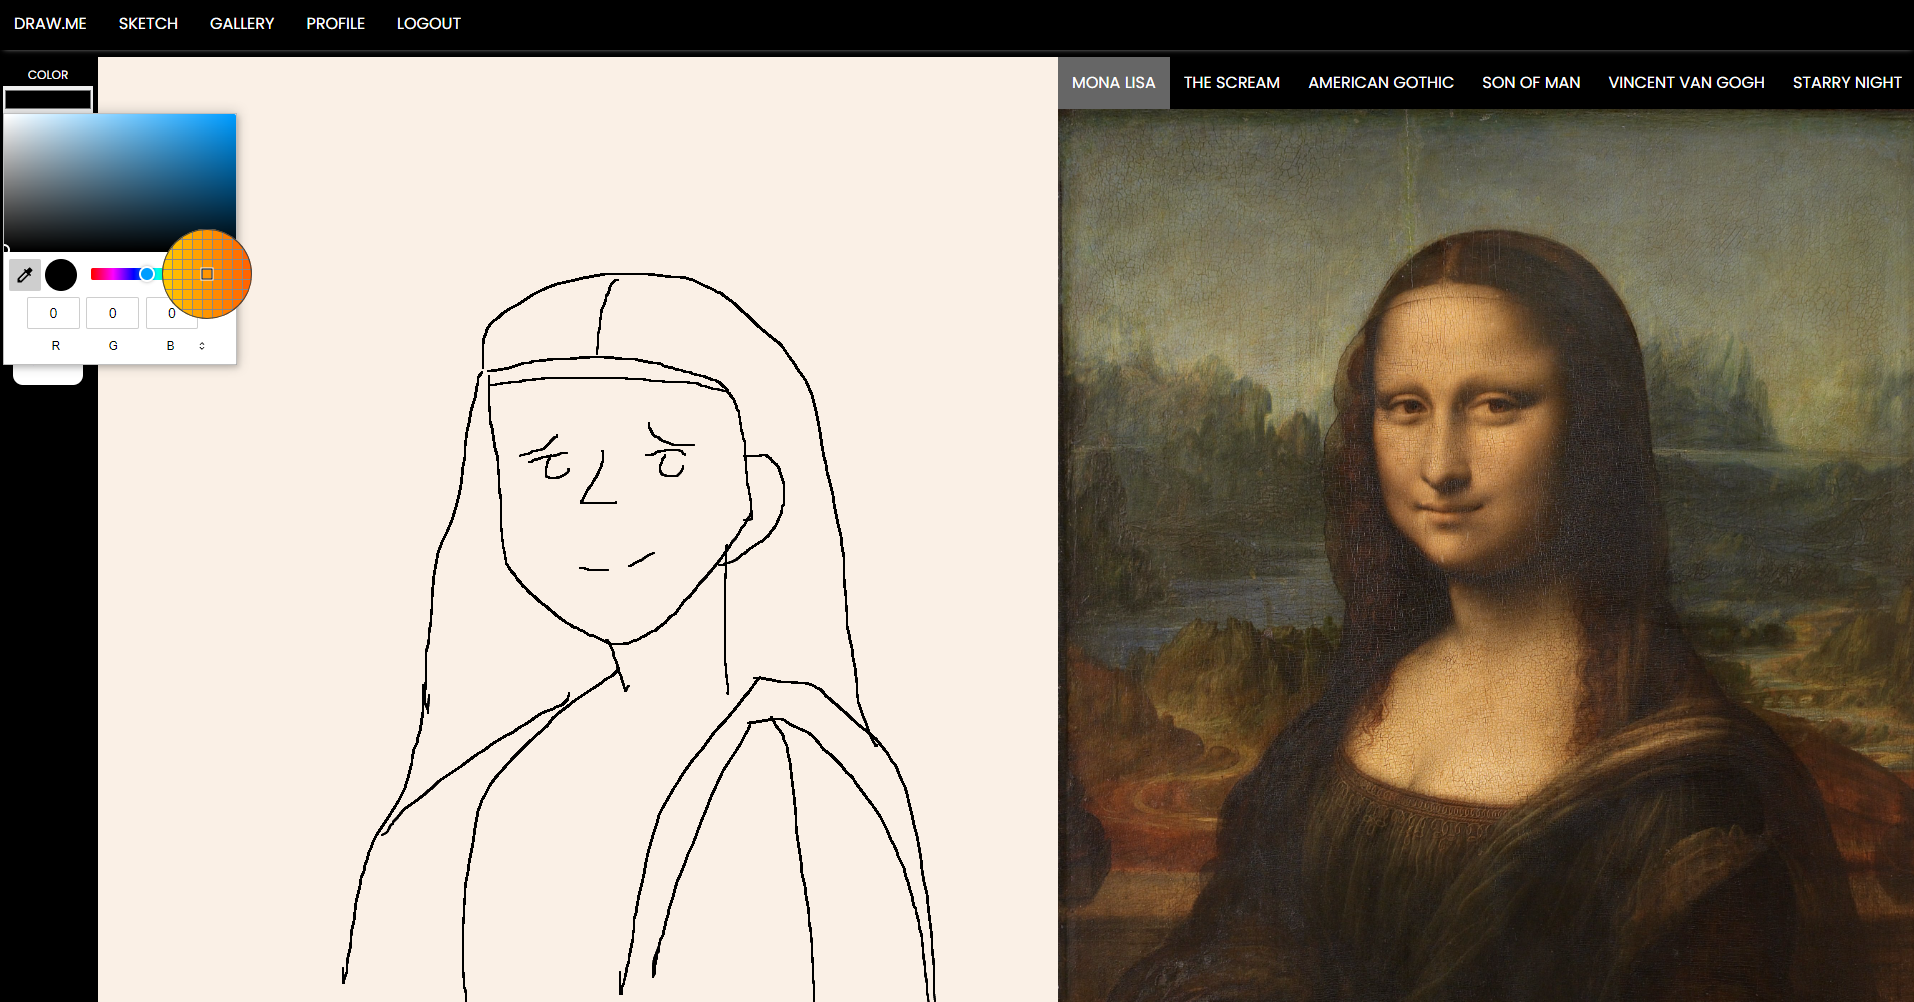 DRAW.ME SKETCH GALLERY PROFILE LOGOUT
COLOR
0 0 0
R G B
MONA LISA THE SCREAM AMERICAN GOTHIC SON OF MAN VINCENT VAN GOGH STARRY NIGHT